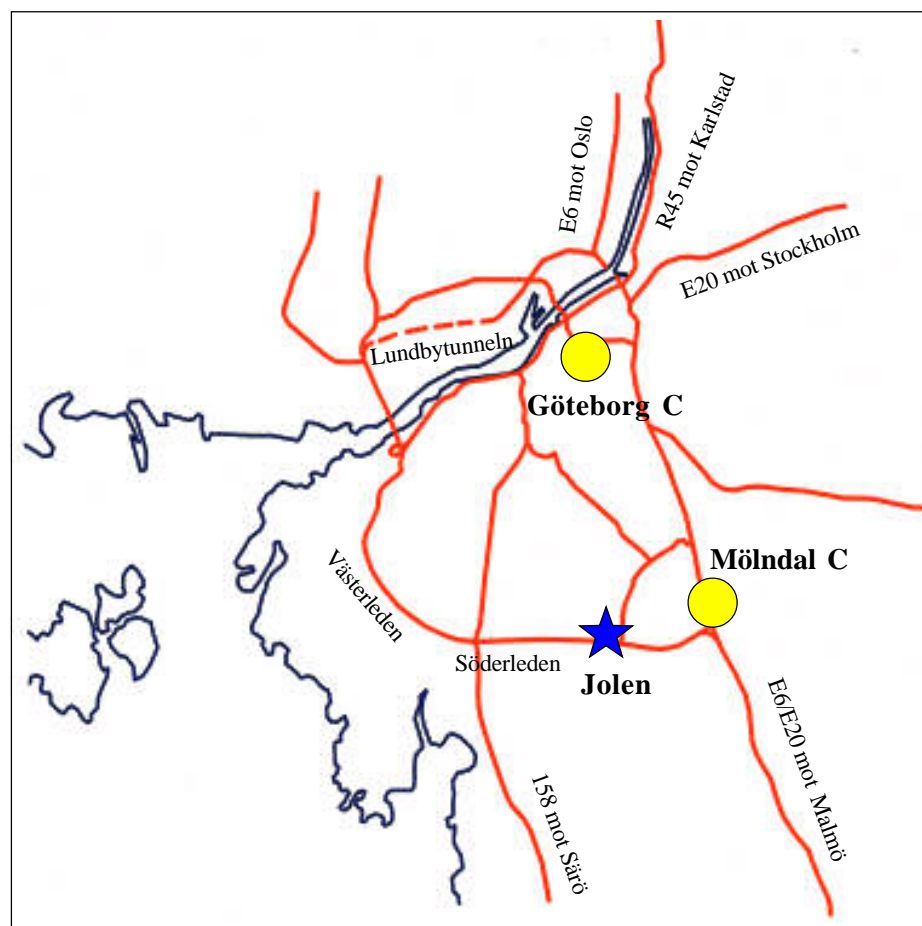 E6 mot Oslo
R45 mot Karlstad
E20 mot Stockholm
Lundbytunneln
Göteborg C
Mölndal C
Västerleden
Söderleden
Jolen
E6/E20 mot Malmö
158 mot Särö